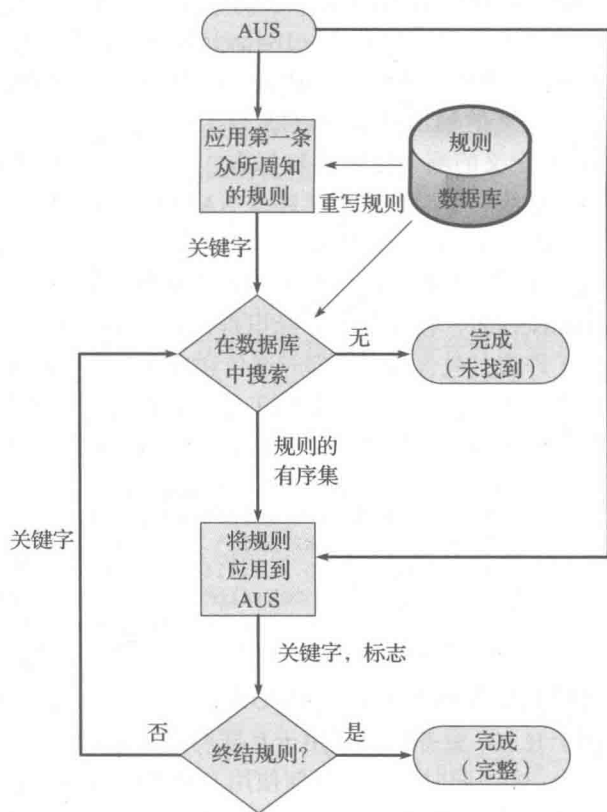 AUS
应用第一条
众所周知
的规则
规则
数据库
重写规则
关键字
在数据库
中搜索
无
完成
（未找到）
规则的
有序集
关键字
将规则
应用到
AUS
关键字，标志
否
终结规则?
是
完成
（完整）